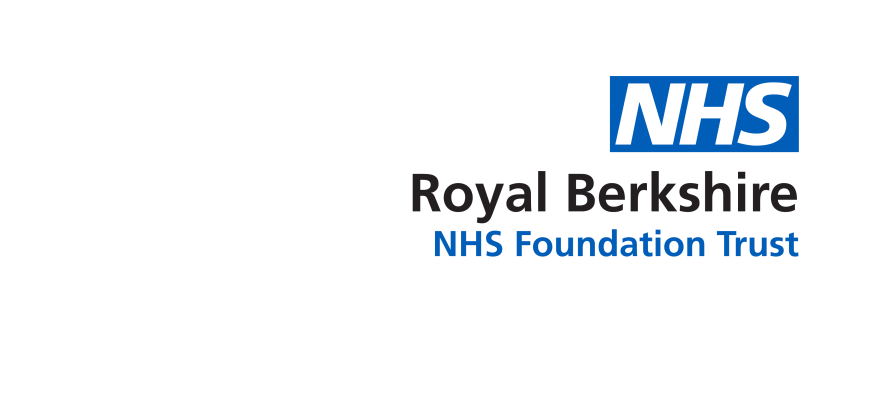 NHS
Royal Berkshire
NHS Foundation Trust